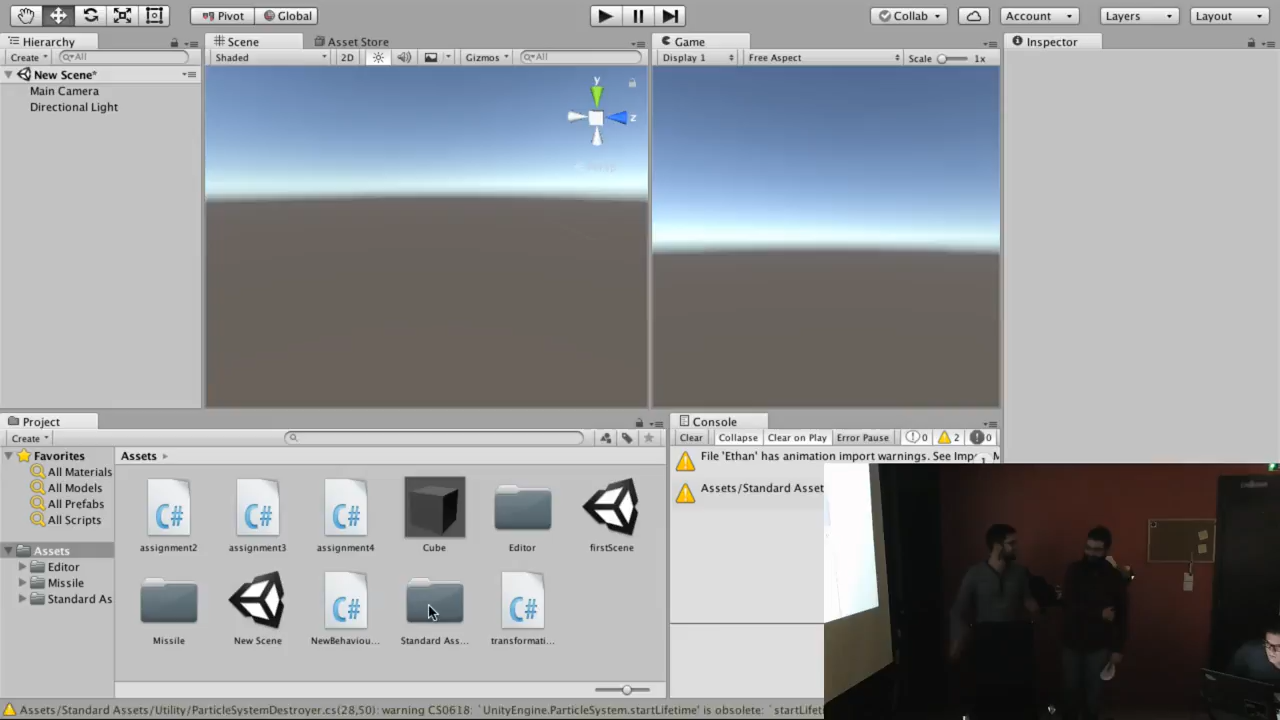 Pivot Global Collab Account Layers Layout
Hierarchy Scene Asset Store Game Inspector
Create All Shaded 2D Gizmos All Display 1 Free Aspect Scale 1x
New Scene*
Main Camera
Directional Light
y
z
Project Console
Create Clear Collapse Clear on Play Error Pause 0 2 0
Favorites Assets
All Materials
All Models
All Prefabs
All Scripts
Assets
Editor
Missile
Standard As
C# C# C#
assignment2 assignment3 assignment4 Cube Editor firstScene
C# C#
Missile New Scene NewBehaviou... Standard Ass... transformati...
File 'Ethan' has animation import warnings. See Imp
1
Assets/Standard Asset
Assets/Standard Assets/Utility/ParticleSystemDestroyer.cs(28,50): warning CS0618: `UnityEngine.ParticleSystem.startLifetime' is obsolete: `startLifeti